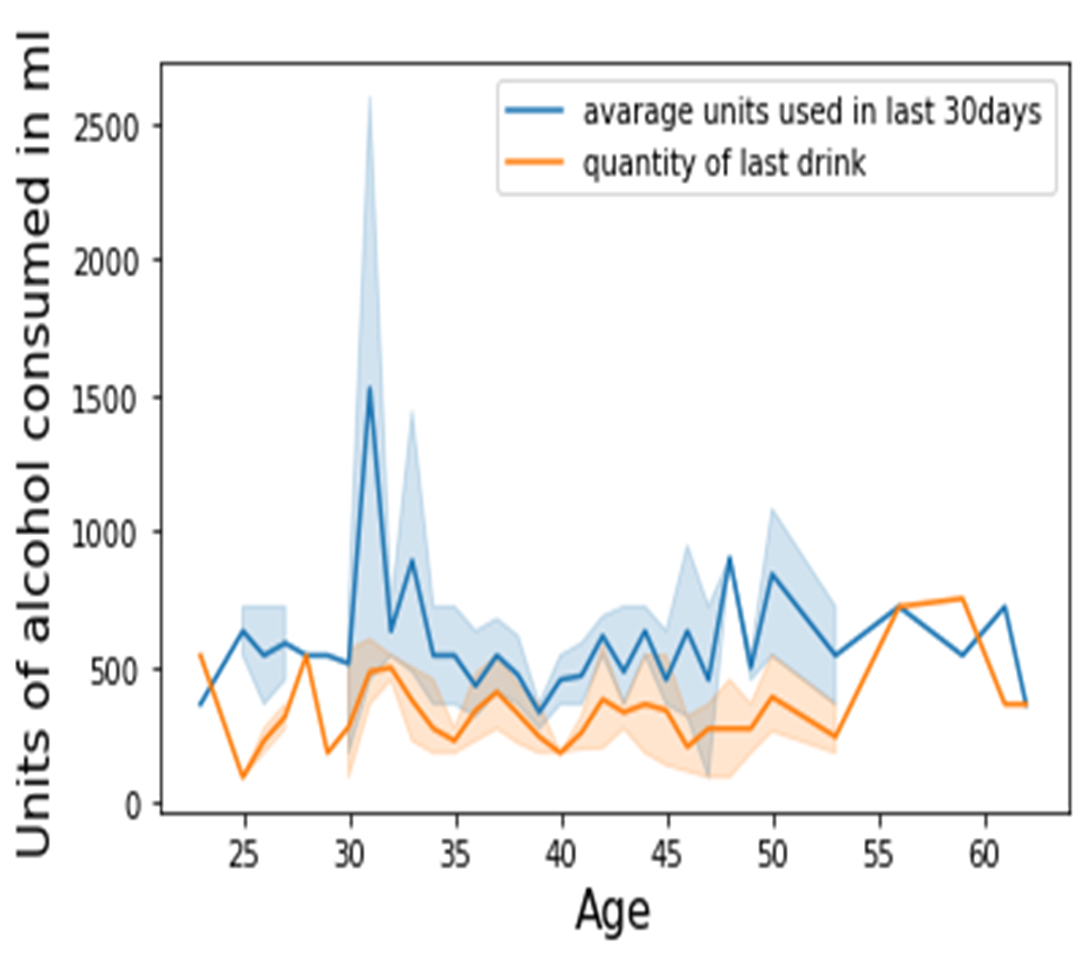 Units of alcohol consumed in ml
2500
2000
1500
1000
500
0
avarage units used in last 30days
quantity of last drink
25 30 35 40 45 50 55 60
Age